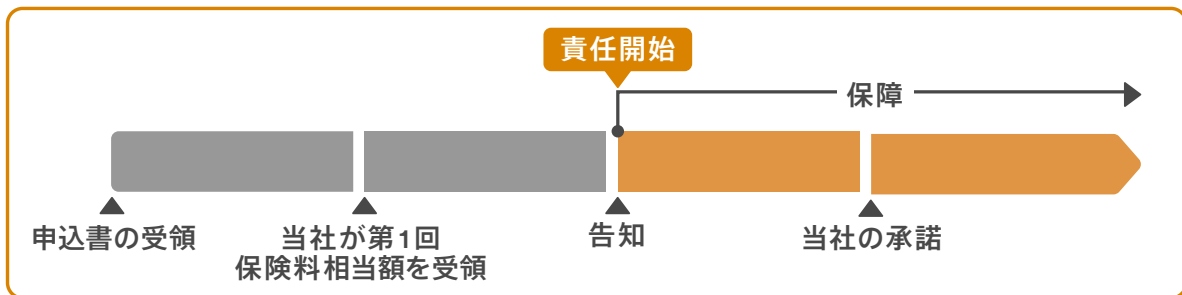 責任開始
保障
申込書の受領
当社が第1回
保険料相当額を受領
告知
当社の承諾